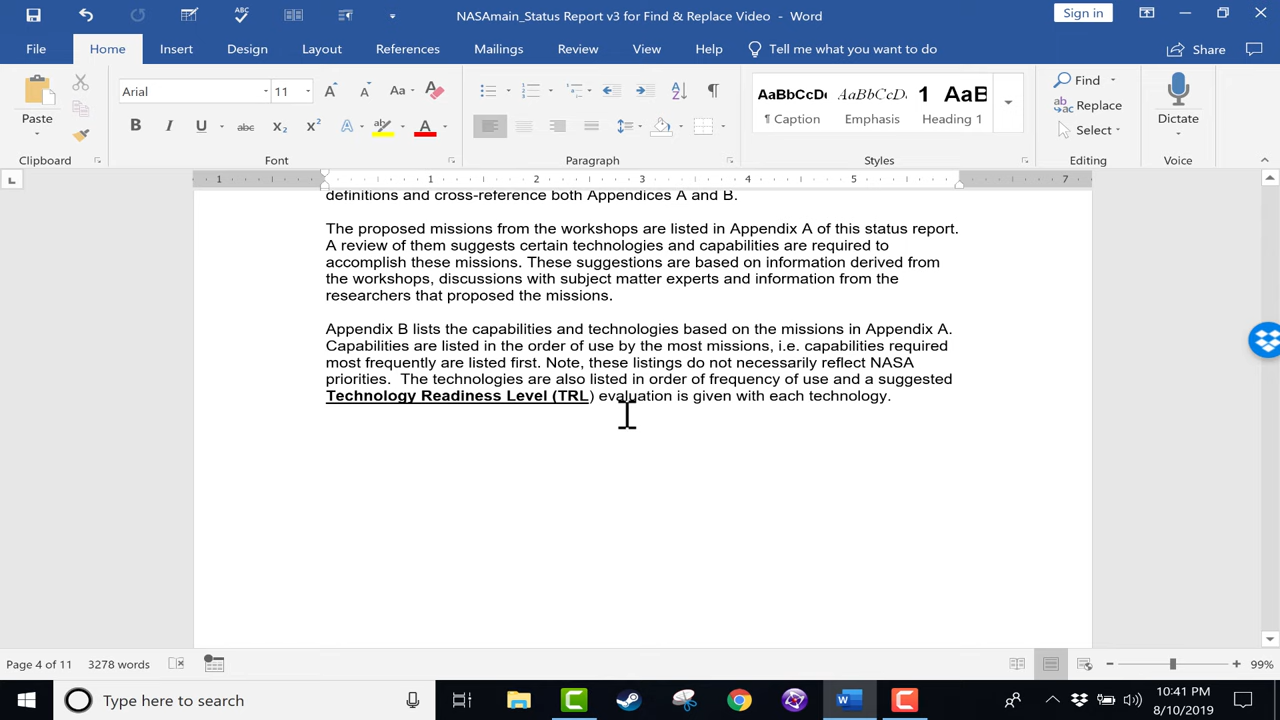 NASAmain_Status Report v3 for Find & Replace Video - Word
Sign in
File Home Insert Design Layout References Mailings Review View Help Tell me what you want to do Share
Paste
Clipboard
Arial 11
Font
Paragraph
AaBbCcDc AaBbCcDc 1 AaB
¶ Caption Emphasis Heading 1
Styles
Find
Replace
Select
Editing
Dictate
Voice
1 1 2 3 4 5 7
definitions and cross-reference both Appendices A and B.
The proposed missions from the workshops are listed in Appendix A of this status report.
A review of them suggests certain technologies and capabilities are required to
accomplish these missions. These suggestions are based on information derived from
the workshops, discussions with subject matter experts and information from the
researchers that proposed the missions.
Appendix B lists the capabilities and technologies based on the missions in Appendix A.
Capabilities are listed in the order of use by the most missions, i.e. capabilities required
most frequently are listed first. Note, these listings do not necessarily reflect NASA
priorities.  The technologies are also listed in order of frequency of use and a suggested
Technology Readiness Level (TRL) evaluation is given with each technology.
Page 4 of 11 3278 words 99%
Type here to search
10:41 PM
8/10/2019